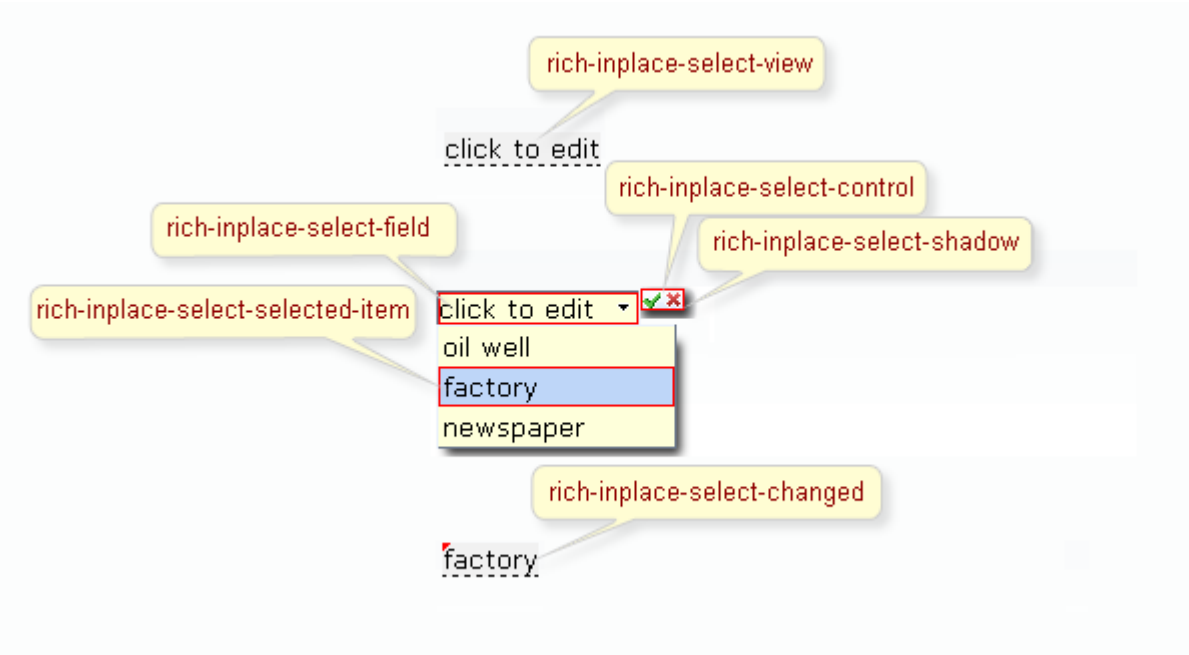 rich-inplace-select-view
click to edit
rich-inplace-select-control
rich-inplace-select-field
rich-inplace-select-shadow
rich-inplace-select-selected-item
click to edit
oil well
factory
newspaper
rich-inplace-select-changed
factory